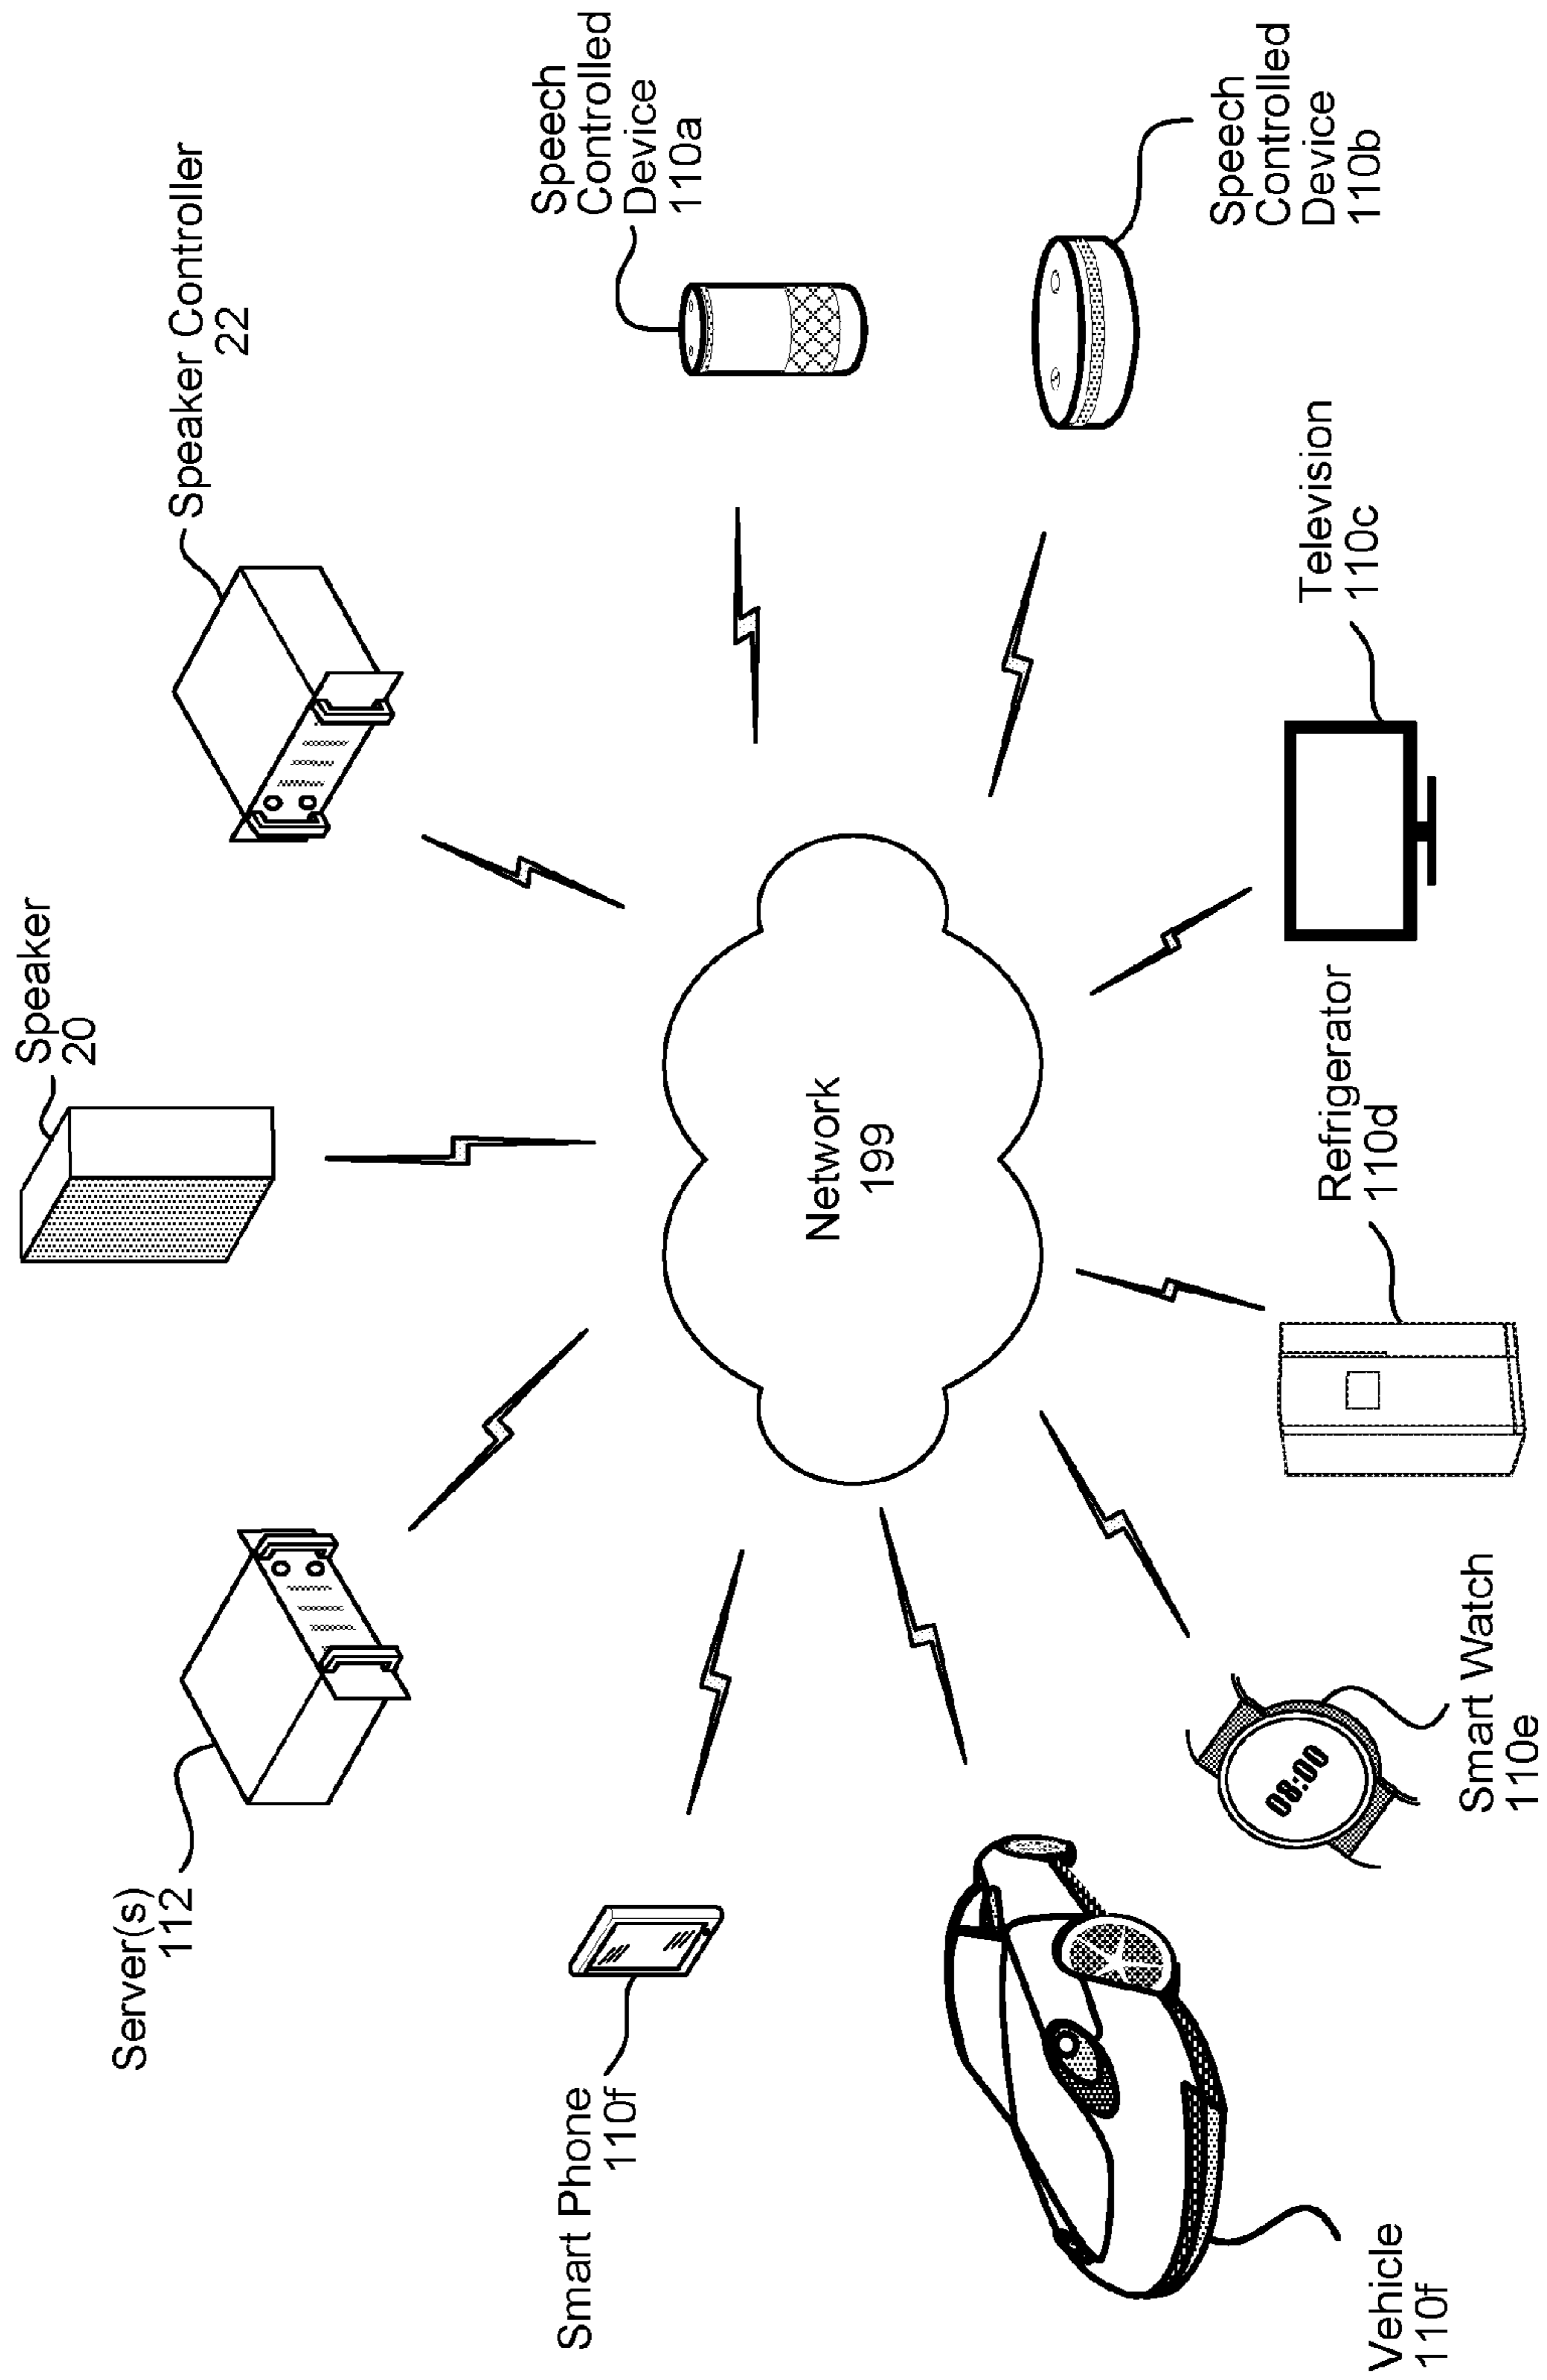 Server(s)
112
Speaker
20
Speaker Controller
22
Smart Phone
110f
Network
199
Speech
Controlled
Device
110a
Speech
Controlled
Device
110b
Vehicle
110f
08:00
Smart Watch
110e
Refrigerator
110d
Television
110c